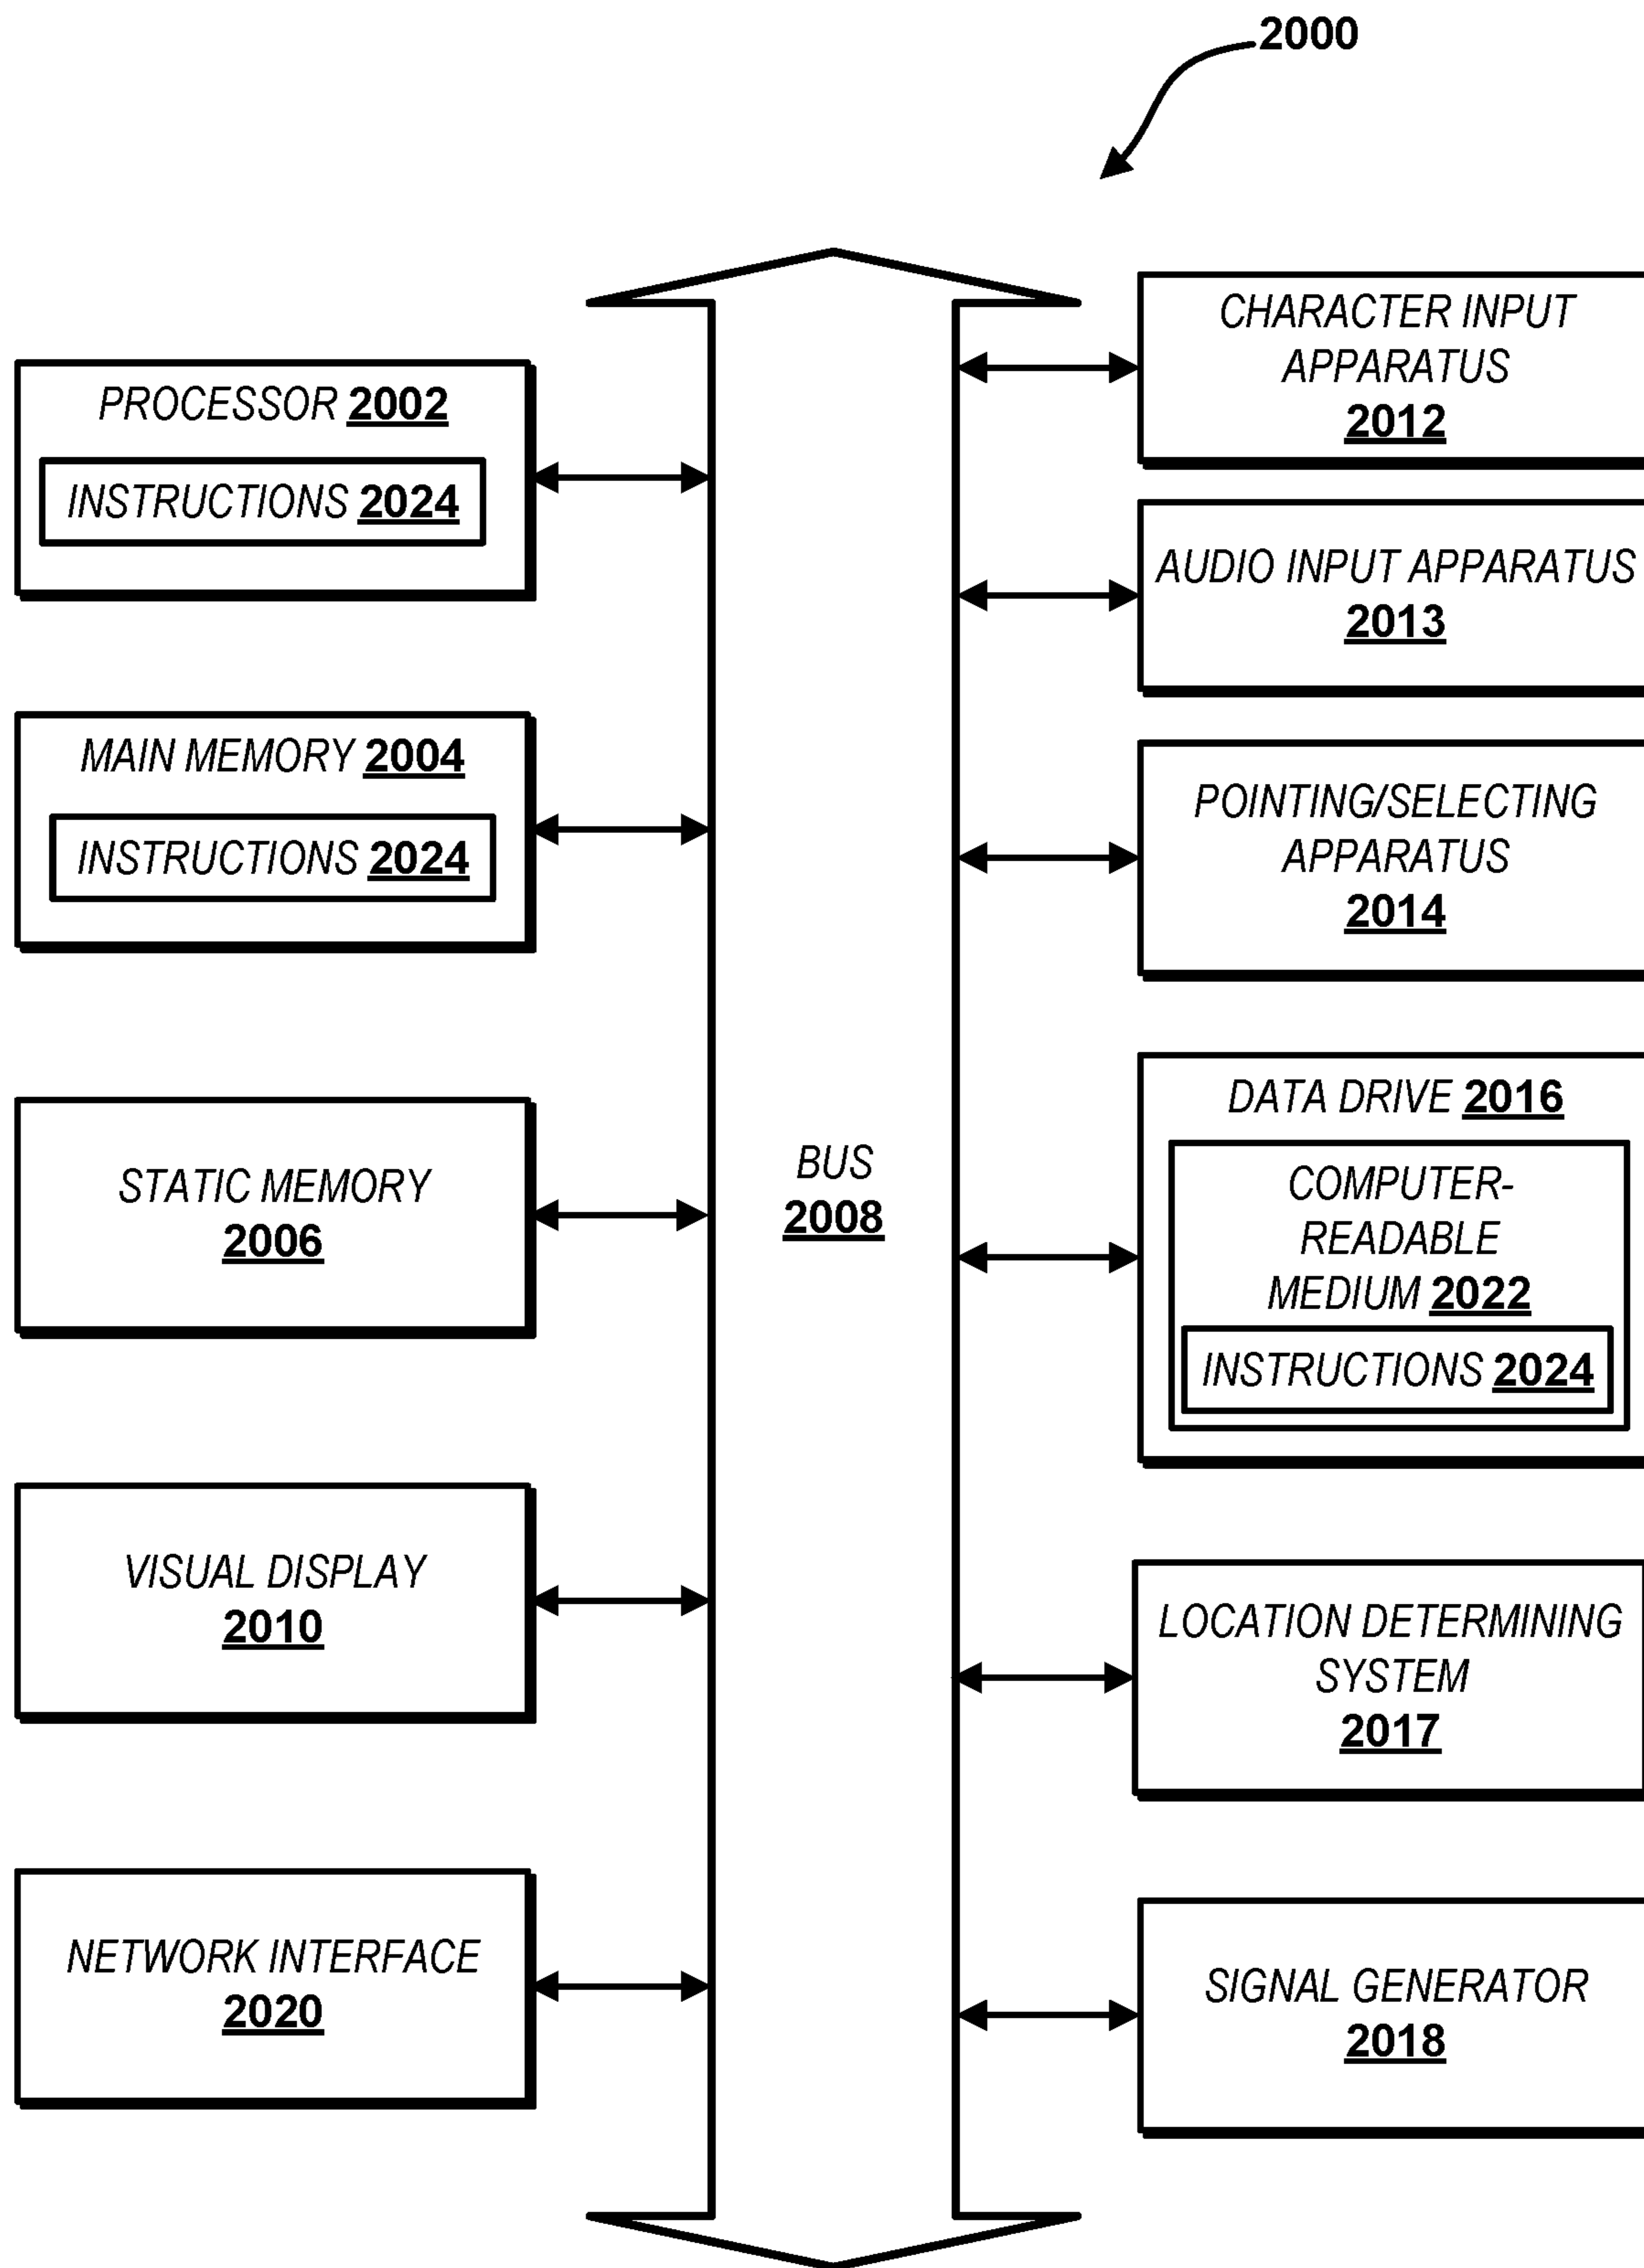 2000
PROCESSOR 2002
INSTRUCTIONS 2024
MAIN MEMORY 2004
INSTRUCTIONS 2024
STATIC MEMORY
2006
VISUAL DISPLAY
2010
NETWORK INTERFACE
2020
BUS
2008
CHARACTER INPUT
APPARATUS
2012
AUDIO INPUT APPARATUS
2013
POINTING/SELECTING
APPARATUS
2014
DATA DRIVE 2016
COMPUTER-
READABLE
MEDIUM 2022
INSTRUCTIONS 2024
LOCATION DETERMINING
SYSTEM
2017
SIGNAL GENERATOR
2018